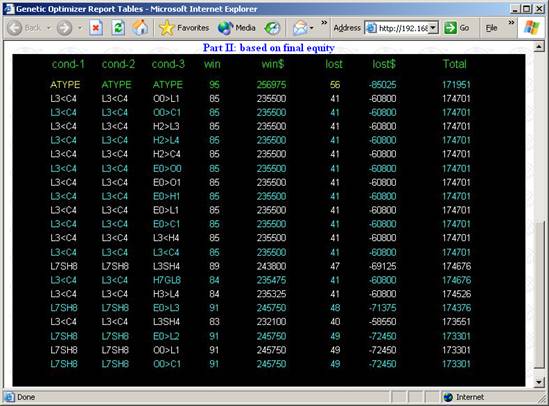 Genetic Optimizer Report Tables - Microsoft Internet Explorer
Back Search Favorites Media Address http://192.168 Go File
Part II: based on final equity
cond-1 cond-2 cond-3 win win$ lost lost$ Total
ATYPE ATYPE ATYPE 95 256975 56 -85025 171951
L3<C4 L3<C4 O0>L1 85 235500 41 -60800 174701
L3<C4 L3<C4 O0>C1 85 235500 41 -60800 174701
L3<C4 L3<C4 H2>L3 85 235500 41 -60800 174701
L3<C4 L3<C4 H2>L4 85 235500 41 -60800 174701
L3<C4 L3<C4 H2>C4 85 235500 41 -60800 174701
L3<C4 L3<C4 E0>O0 85 235500 41 -60800 174701
L3<C4 L3<C4 E0>O1 85 235500 41 -60800 174701
L3<C4 L3<C4 E0>H1 85 235500 41 -60800 174701
L3<C4 L3<C4 E0>L1 85 235500 41 -60800 174701
L3<C4 L3<C4 E0>C1 85 235500 41 -60800 174701
L3<C4 L3<C4 L3<H4 85 235500 41 -60800 174701
L3<C4 L3<C4 L3<C4 85 235500 41 -60800 174701
L7SH8 L7SH8 L3SH4 89 243800 47 -69125 174676
L3<C4 L3<C4 H7GL8 84 235475 41 -60800 174676
L3<C4 L3<C4 H3>L4 84 235325 41 -60800 174526
L7SH8 L7SH8 E0>L3 91 245750 48 -71375 174376
L3<C4 L3<C4 L3SH4 83 232100 40 -58550 173551
L7SH8 L7SH8 E0>L2 91 245750 49 -72450 173301
L7SH8 L7SH8 O0>L1 91 245750 49 -72450 173301
L7SH8 L7SH8 O0>C1 91 245750 49 -72450 173301
Done Internet